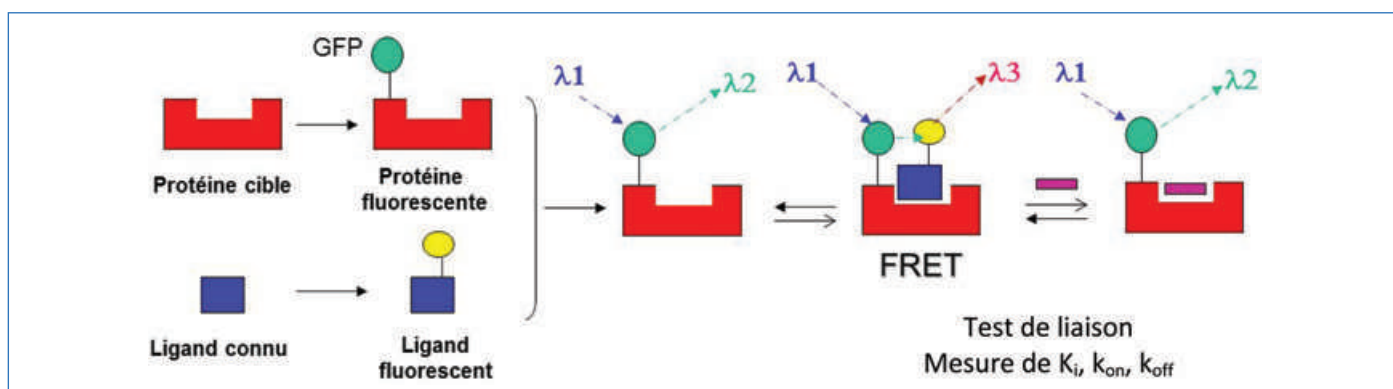 GFP
λ1
λ2
λ1
λ3
λ1
λ2
Protéine cible
Protéine
fluorescente
FRET
Ligand connu
Ligand
fluorescent
Test de liaison
Mesure de Ki, kon, koff